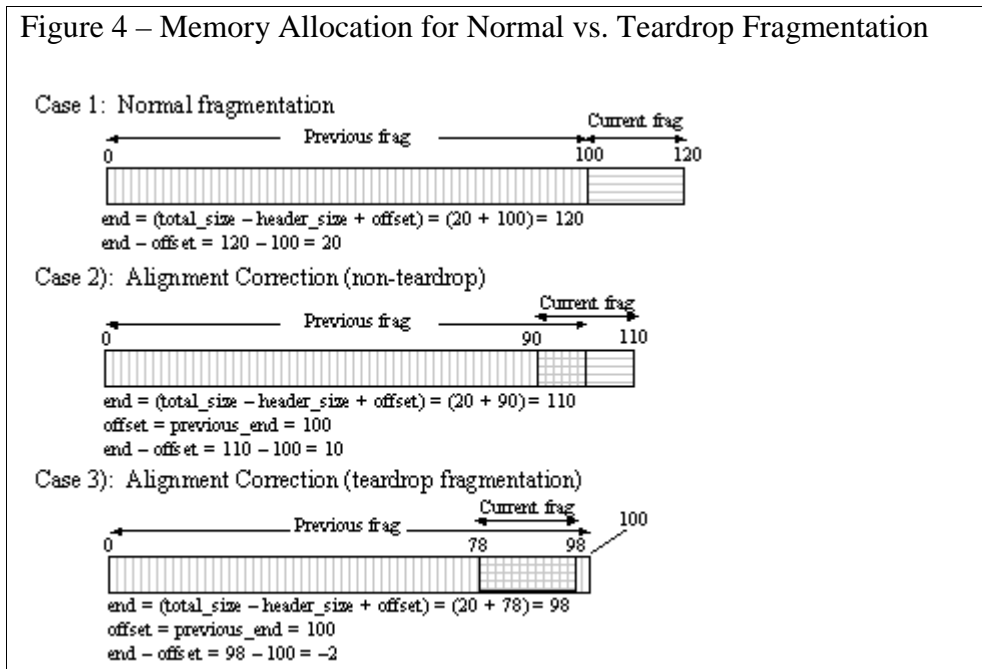 Figure 4 – Memory Allocation for Normal vs. Teardrop Fragmentation
Case 1: Normal fragmentation
Current frag
Previous frag
0 100 120
end = (total_size – header_size + offset) = (20 + 100) = 120
end – offset = 120 – 100 = 20
Case 2): Alignment Correction (non-teardrop)
Current frag
Previous frag
0 90 110
end = (total_size – header_size + offset) = (20 + 90) = 110
offset = previous_end = 100
end – offset = 110 – 100 = 10
Case 3): Alignment Correction (teardrop fragmentation)
Current frag
Previous frag 100
0 78 98
end = (total_size – header_size + offset) = (20 + 78) = 98
offset = previous_end = 100
end – offset = 98 – 100 = –2